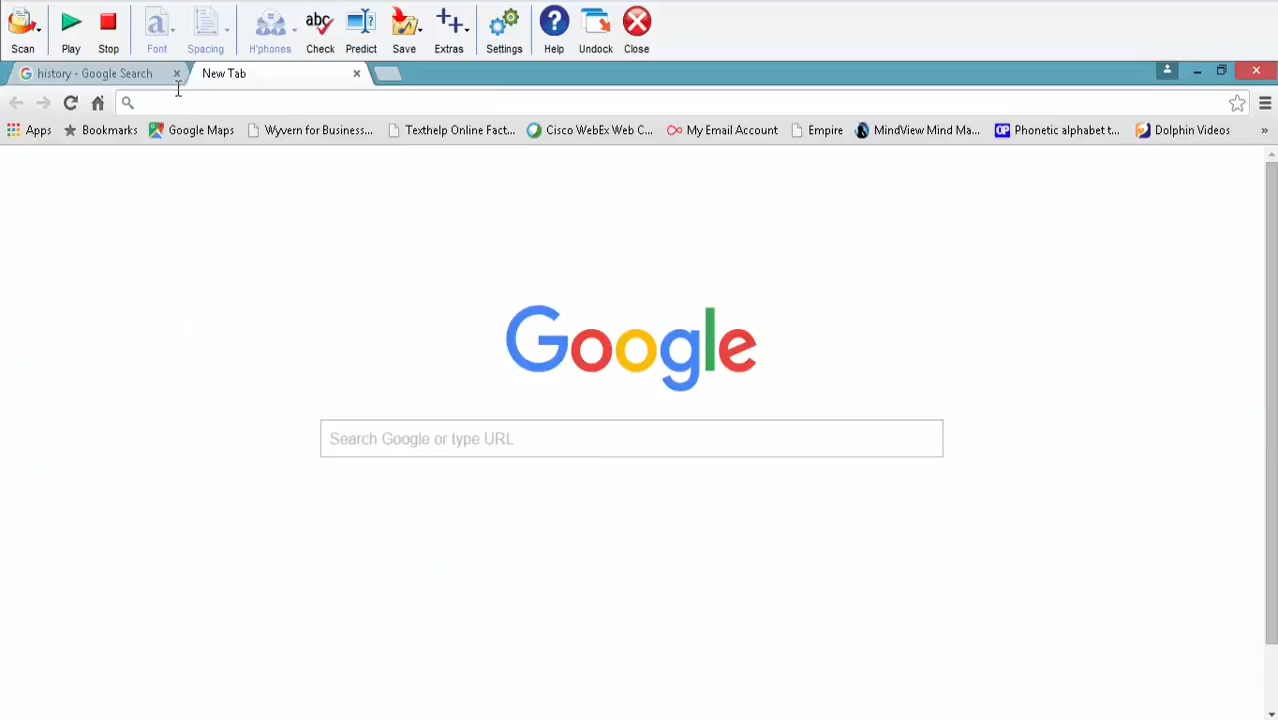 Scan Play Stop Font Spacing H'phones Check Predict Save Extras Settings Help Undock Close
history - Google Search New Tab
Apps Bookmarks Google Maps Wyvern for Business... Texthelp Online Fact... Cisco WebEx Web C... My Email Account Empire MindView Mind Ma... Phonetic alphabet t... Dolphin Videos »
Google
Search Google or type URL